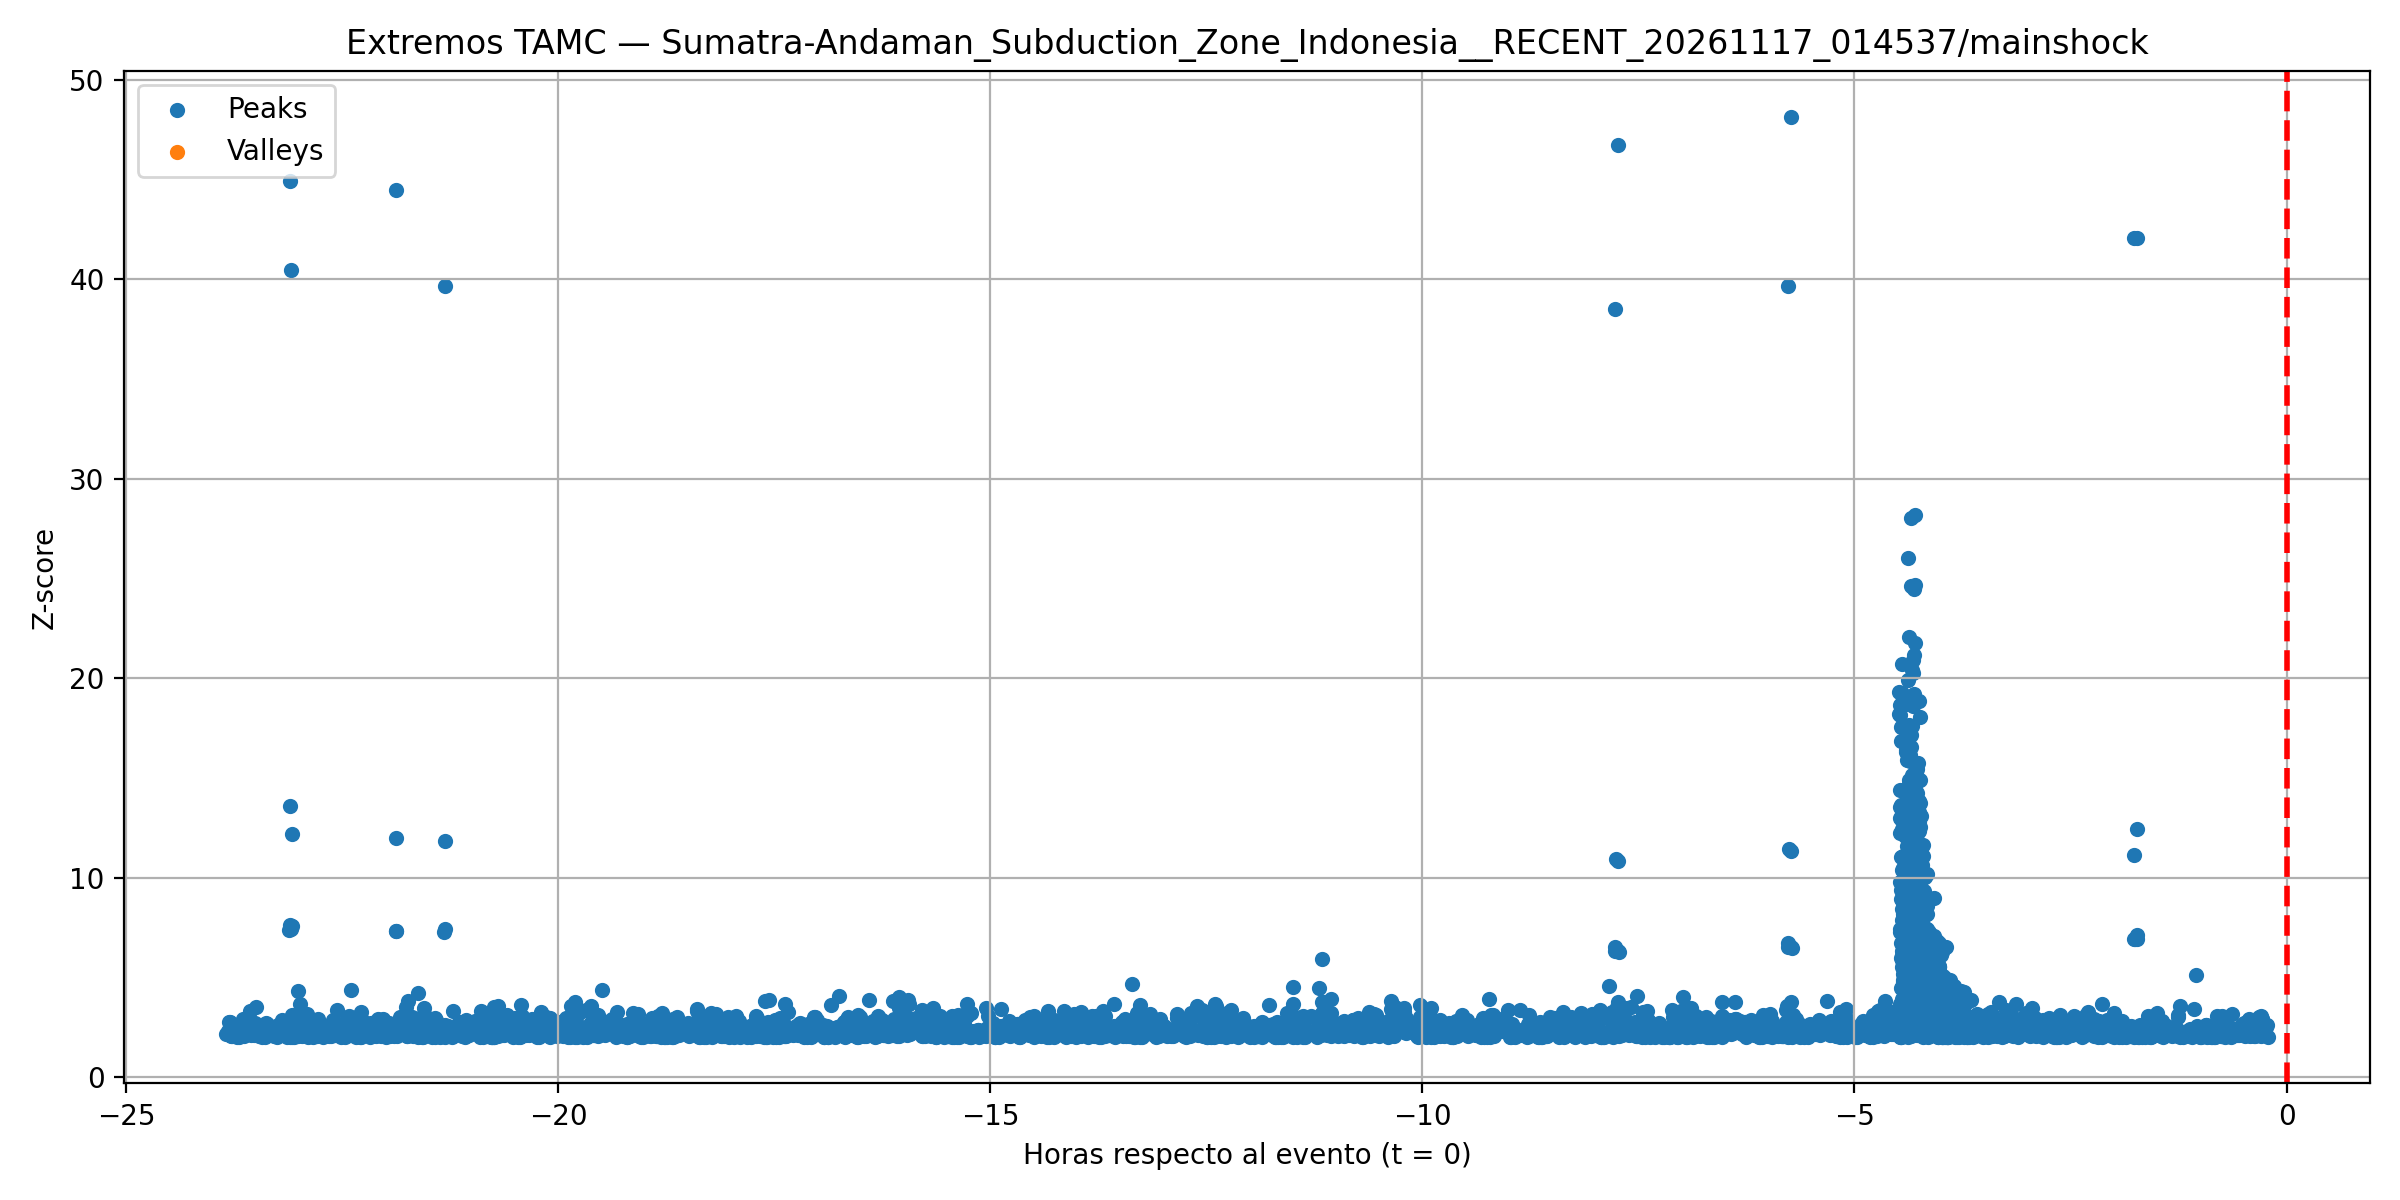 Extremos TAMC — Sumatra-Andaman_Subduction_Zone_Indonesia__RECENT_20261117_014537/mainshock
Peaks
Valleys
50
40
30
20
10
0
Z-score
−25
−20
−15
−10
−5
0
Horas respecto al evento (t = 0)